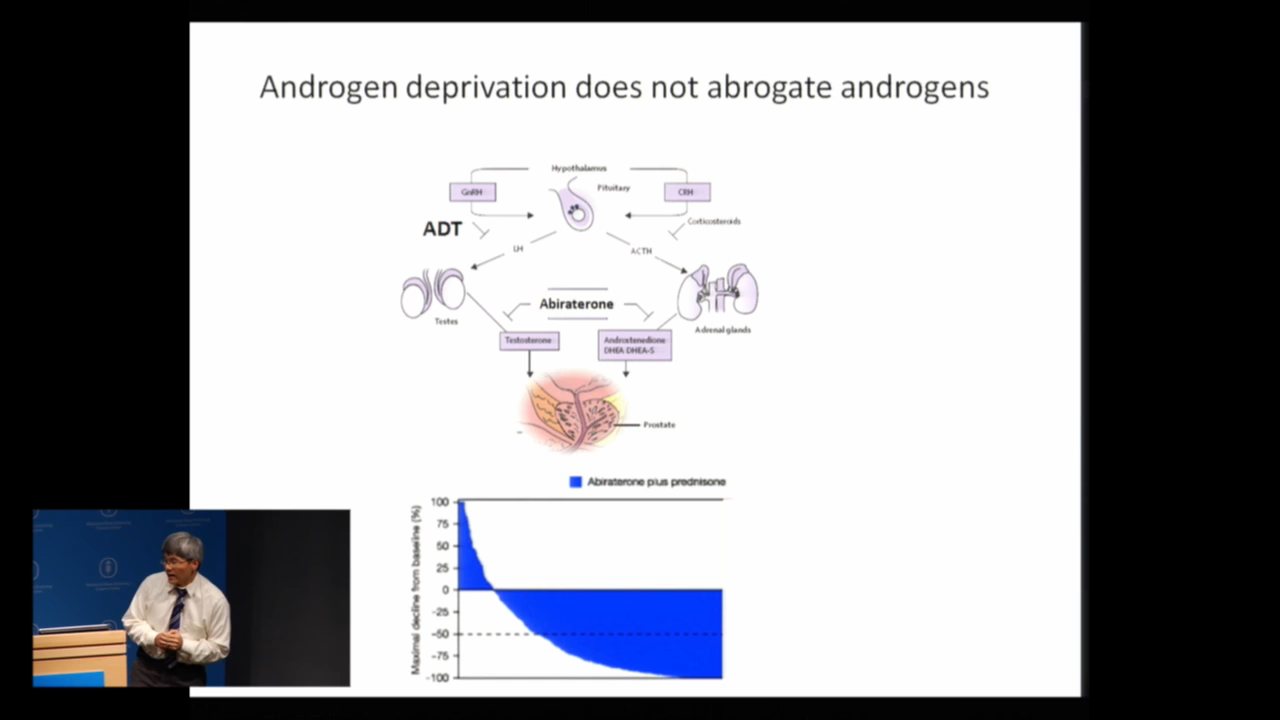 Androgen deprivation does not abrogate androgens
Hypothalamus
GnRH
Pituitary
CRH
ADT
Corticosteroids
LH
ACTH
Abiraterone
Testes
Adrenal glands
Testosterone
Androstenedione
DHEA DHEA-S
Prostate
Abiraterone plus prednisone
Maximal decline from baseline (%)
100
75
50
25
0
-25
-50
-75
-100